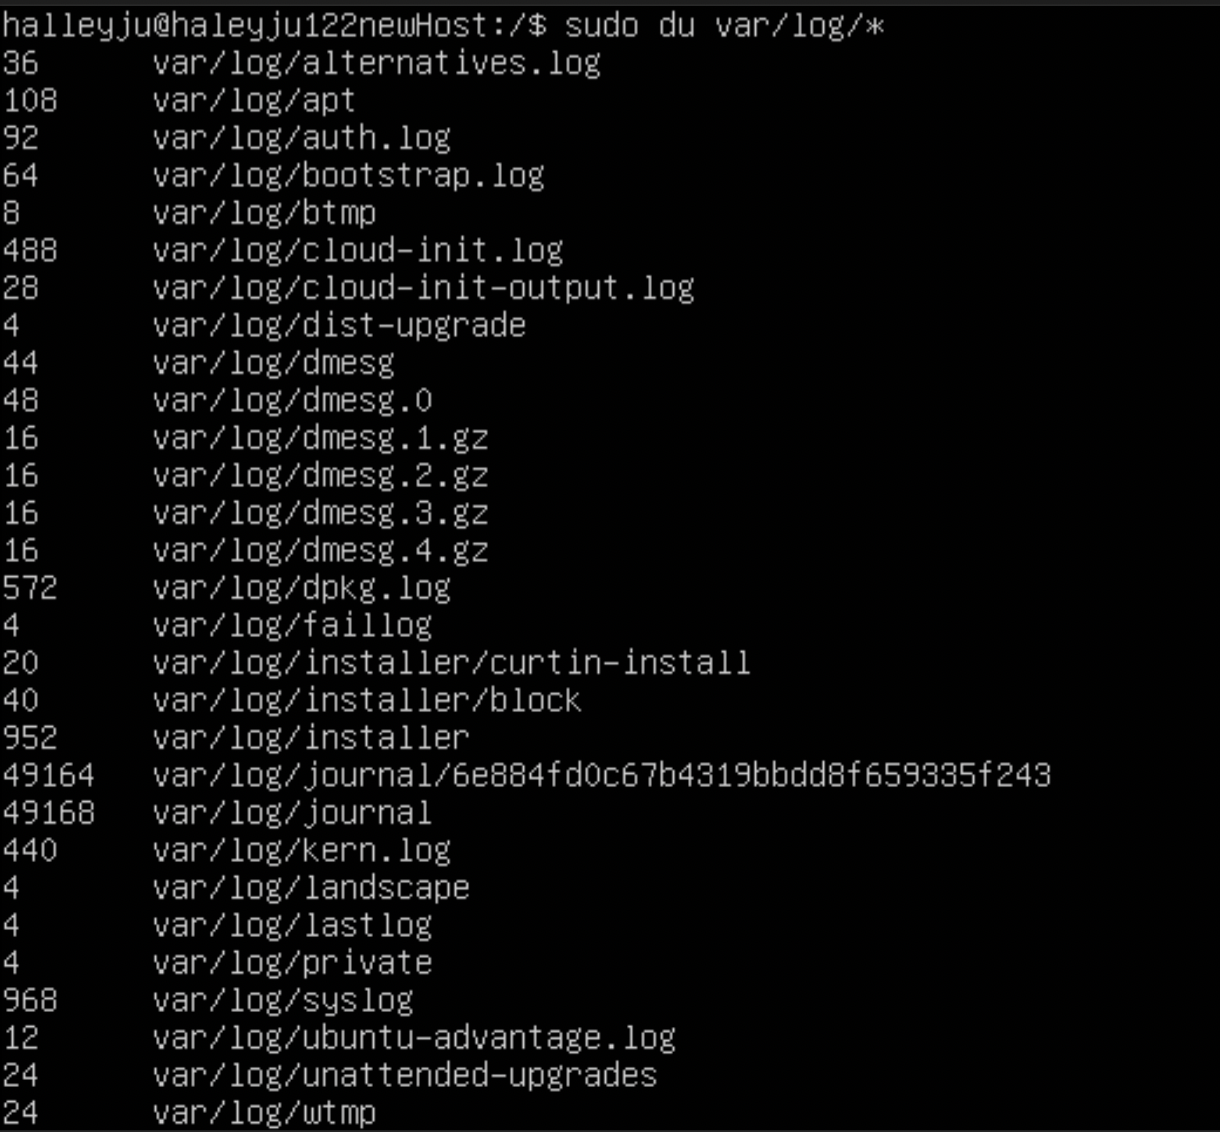 halleyju@haleyju122newHost:/$ sudo du var/log/*
36 var/log/alternatives.log
108 var/log/apt
92 var/log/auth.log
64 var/log/bootstrap.log
8 var/log/btmp
488 var/log/cloud-init.log
28 var/log/cloud-init-output.log
4 var/log/dist-upgrade
44 var/log/dmesg
48 var/log/dmesg.0
16 var/log/dmesg.1.gz
16 var/log/dmesg.2.gz
16 var/log/dmesg.3.gz
16 var/log/dmesg.4.gz
572 var/log/dpkg.log
4 var/log/faillog
20 var/log/installer/curtin-install
40 var/log/installer/block
952 var/log/installer
49164 var/log/journal/6e884fd0c67b4319bbdd8f659335f243
49168 var/log/journal
440 var/log/kern.log
4 var/log/landscape
4 var/log/lastlog
4 var/log/private
968 var/log/syslog
12 var/log/ubuntu-advantage.log
24 var/log/unattended-upgrades
24 var/log/wtmp